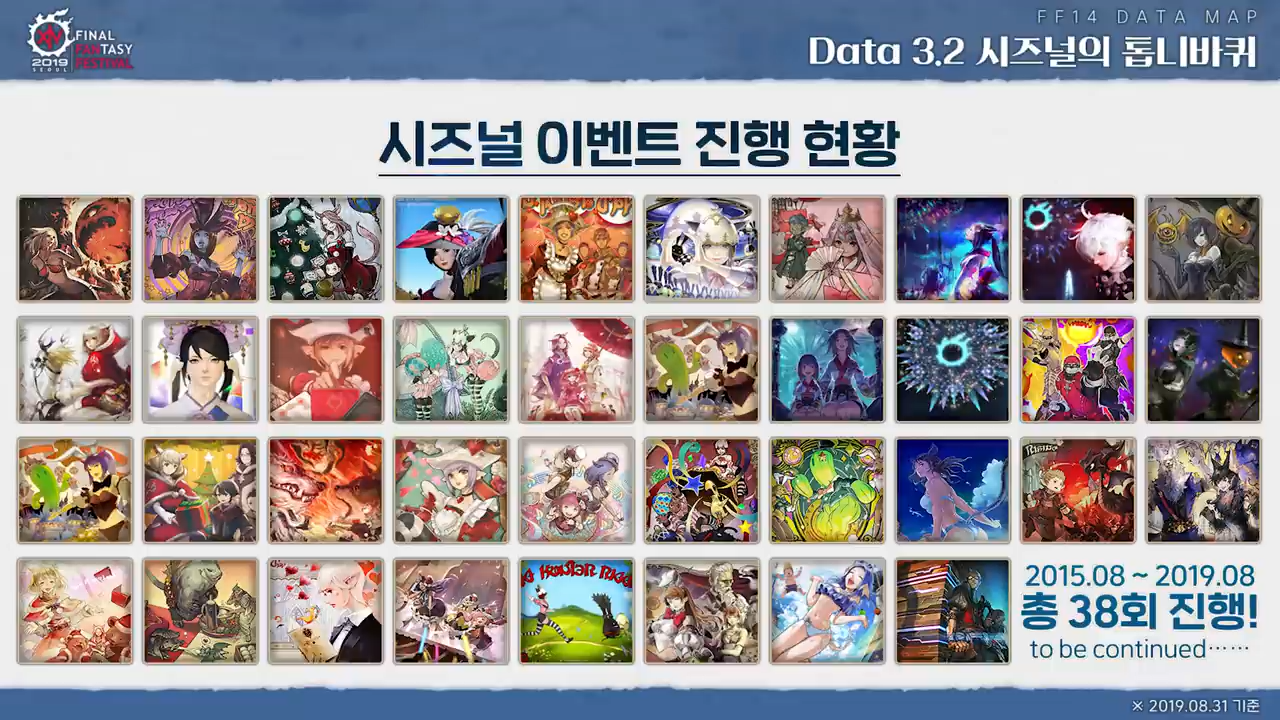 FF14 DATA MAP
Data 3.2 시즈널의 톱니바퀴
FINAL
FANTASY
FESTIVAL
2019
SEOUL
시즈널 이벤트 진행 현황
2015.08 ~ 2019.08
총 38회 진행!
to be continued……
× 2019.08.31 기준